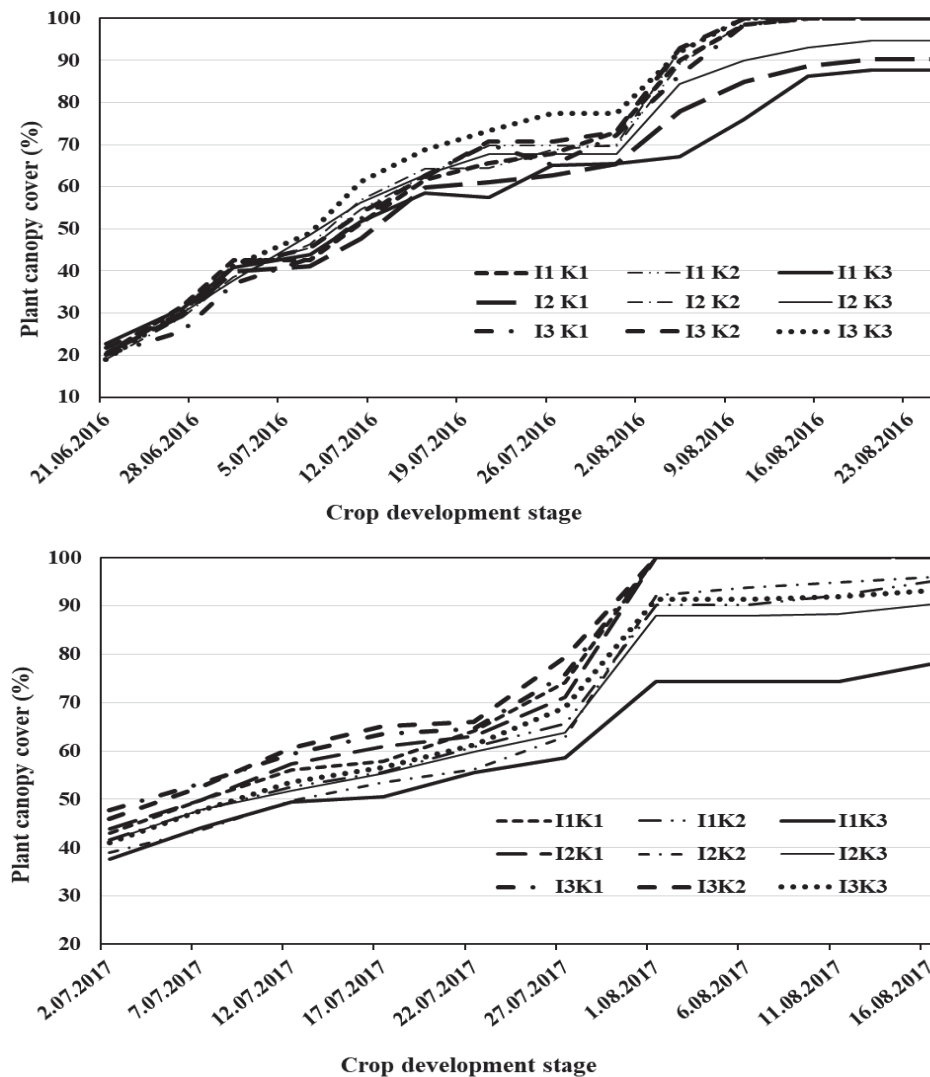 100
90
80
70
60
50
40
30
20
10
Plant canopy cover (%)
I1 K1 I1 K2 I1 K3
I2 K1 I2 K2 I2 K3
I3 K1 I3 K2 I3 K3
21.06.2016 28.06.2016 5.07.2016 12.07.2016 19.07.2016 26.07.2016 2.08.2016 9.08.2016 16.08.2016 23.08.2016
Crop development stage
100
90
80
70
60
50
40
30
20
Plant canopy cover (%)
I1K1 I1K2 I1K3
I2K1 I2K2 I2K3
I3K1 I3K2 I3K3
2.07.2017 7.07.2017 12.07.2017 17.07.2017 22.07.2017 27.07.2017 1.08.2017 6.08.2017 11.08.2017 16.08.2017
Crop development stage